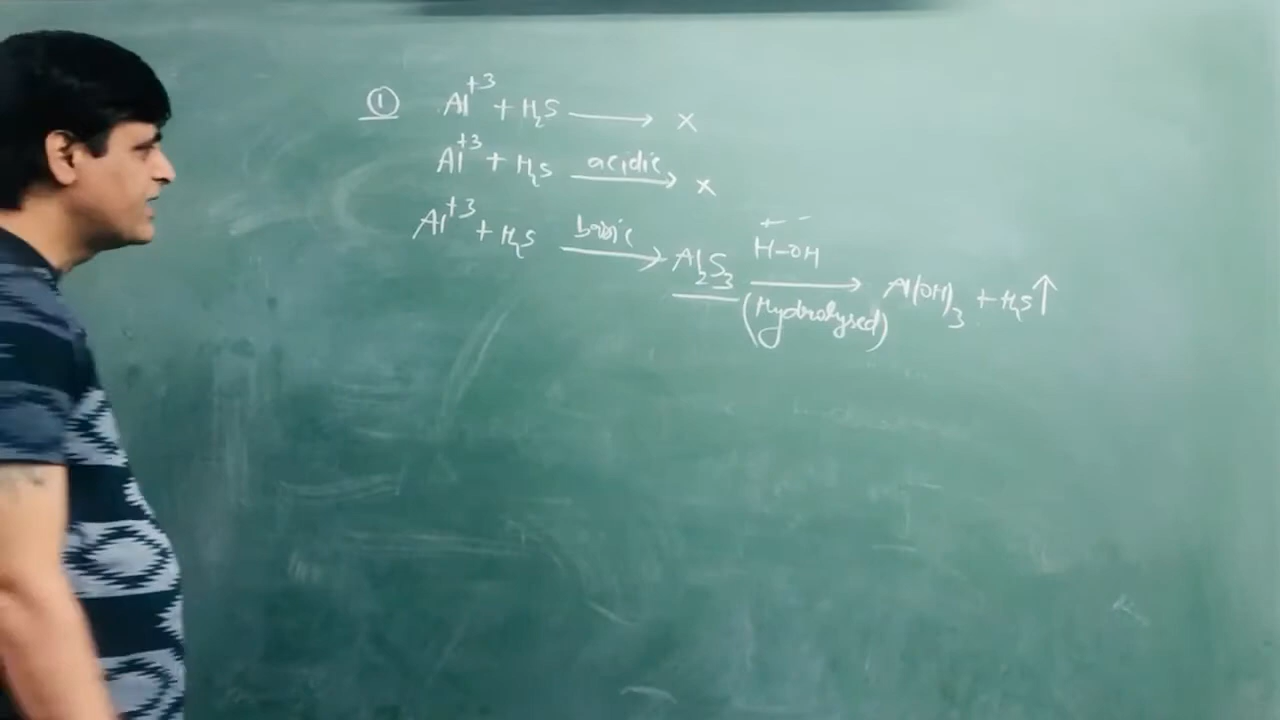 ① Al⁺³ + H₂S ⟶ x
Al⁺³ + H₂S acidic ⟶ x
Al⁺³ + H₂S basic ⟶ Al₂S₃ H–OH ⟶ Al(OH)₃ + H₂S↑
+ –
(Hydrolysed)